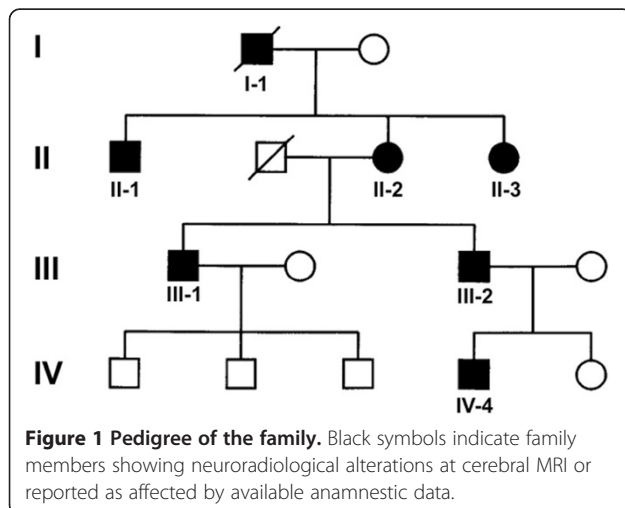 I
I-1
II
II-1
II-2
II-3
III
III-1
III-2
IV
IV-4
Figure 1 Pedigree of the family. Black symbols indicate family
members showing neuroradiological alterations at cerebral MRI or
reported as affected by available anamnestic data.